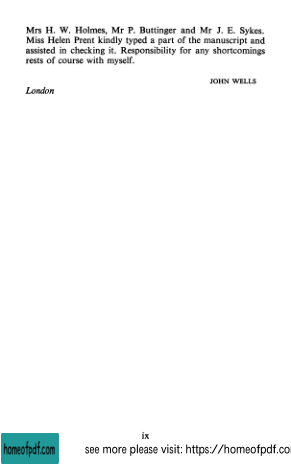 Mrs H. W. Holmes, Mr P. Buttinger and Mr J. E. Sykes.
Miss Helen Prent kindly typed a part of the manuscript and
assisted in checking it. Responsibility for any shortcomings
rests of course with myself.
JOHN WELLS
London
ix
homeofpdf.com
see more please visit: https://homeofpdf.co